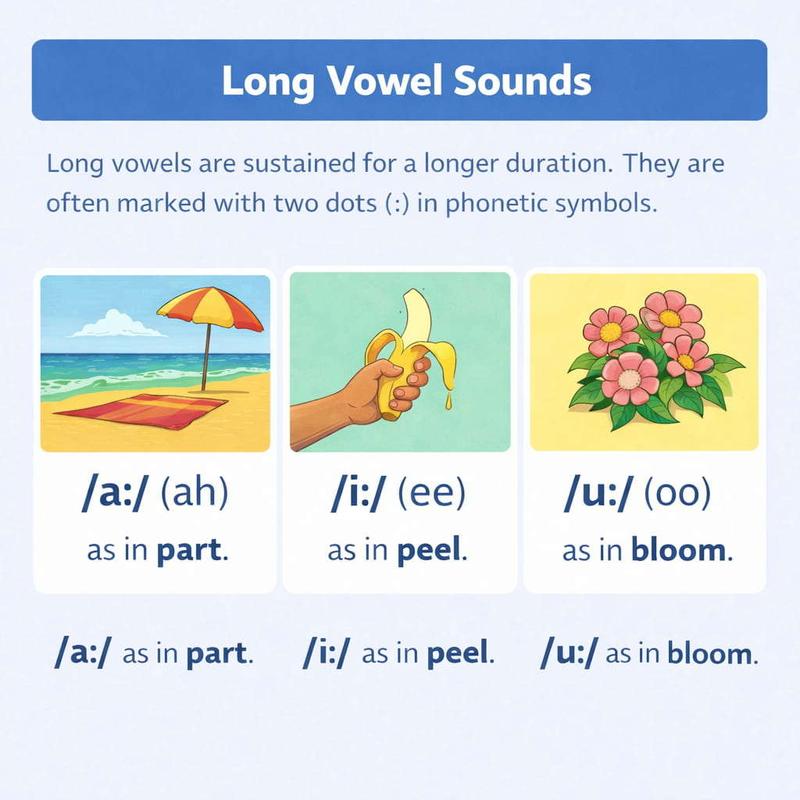 Long Vowel Sounds
Long vowels are sustained for a longer duration. They are
often marked with two dots (:) in phonetic symbols.
/a:/ (ah)
as in part.
/i:/ (ee)
as in peel.
/u:/ (oo)
as in bloom.
/a:/ as in part.
/i:/ as in peel.
/u:/ as in bloom.